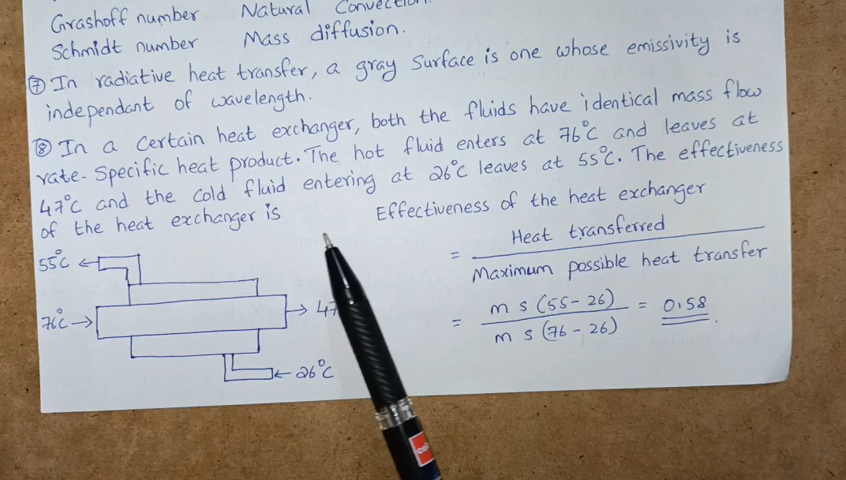 Grashoff number Natural Convection.
Schmidt number Mass diffusion.
⑦ In radiative heat transfer, a gray Surface is one whose emissivity is
independant of wavelength.
⑧ In a Certain heat exchanger, both the fluids have identical mass flow
rate- Specific heat product. The hot fluid enters at 76°C and leaves at
47°C and the cold fluid entering at 26°C leaves at 55°C. The effectiveness
of the heat exchanger is
Effectiveness of the heat exchanger
= Heat transferred
Maximum possible heat transfer
= m s (55-26) = 0.58
m s (76-26)
55°C
76°C
47
26°C